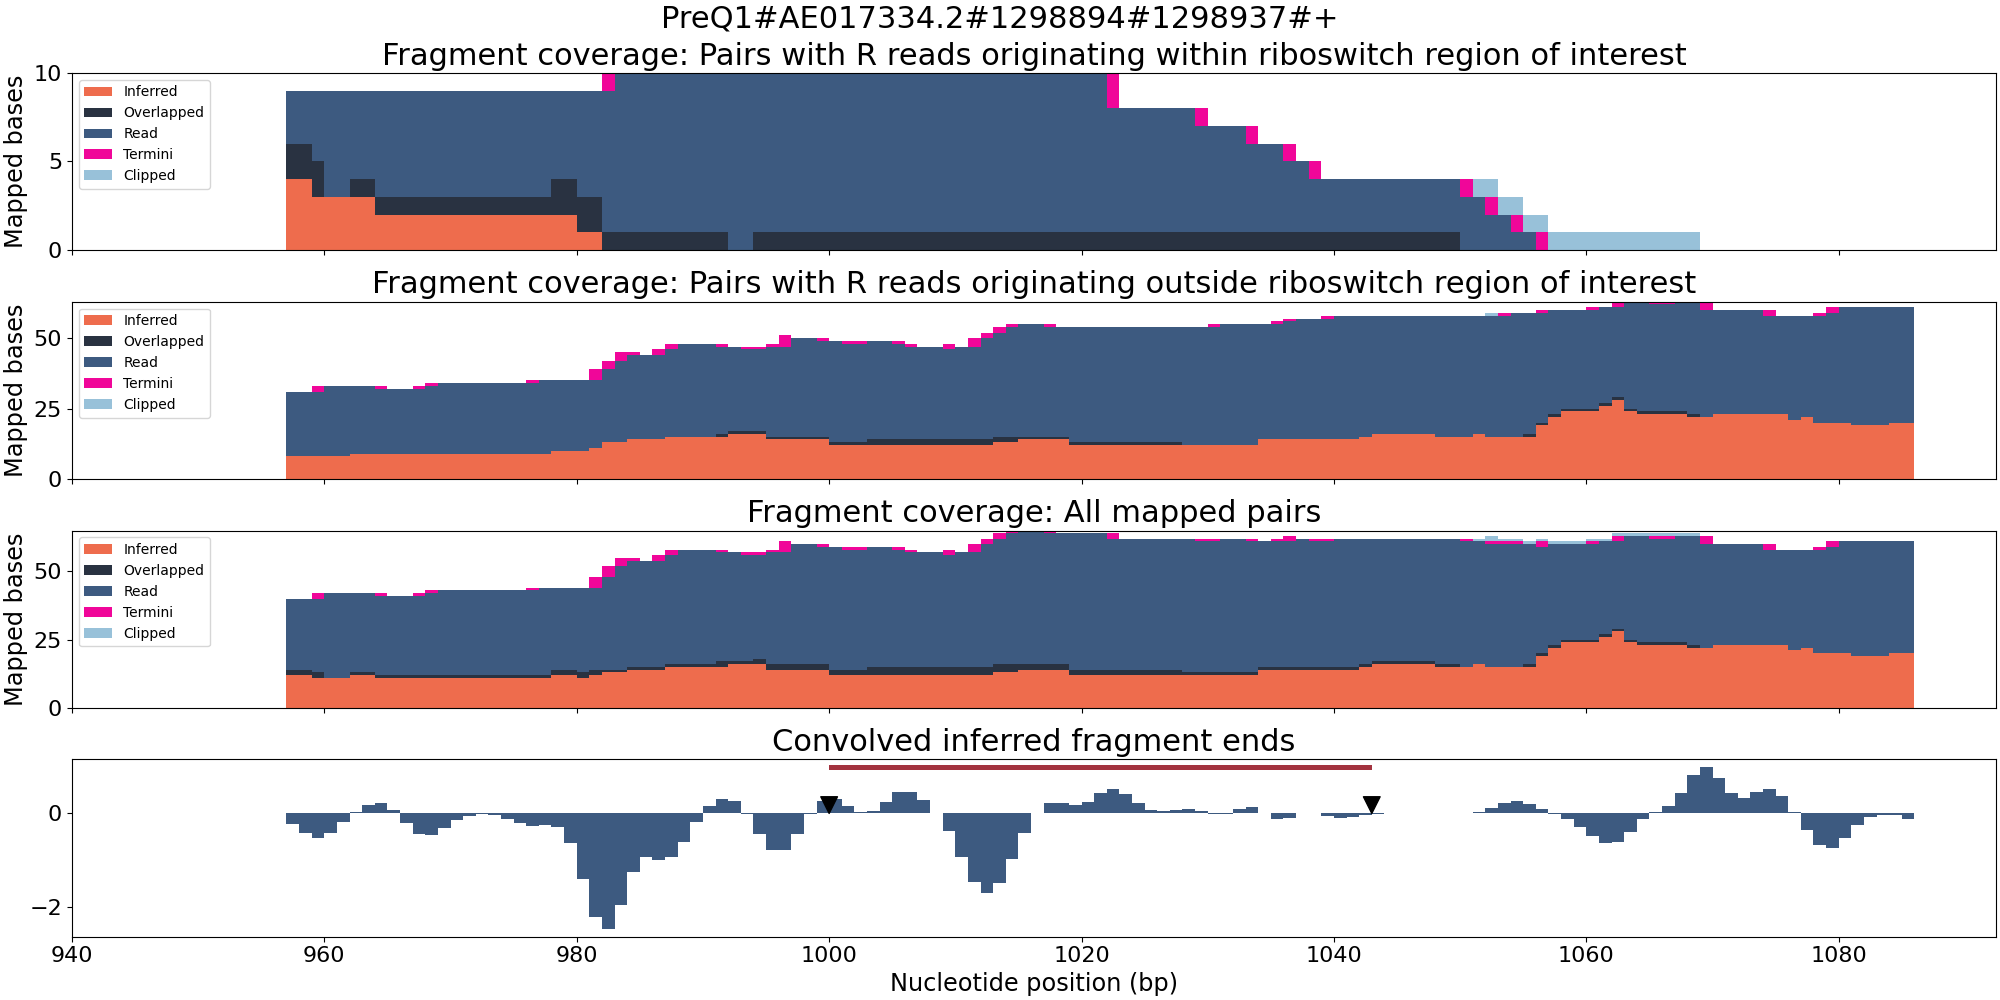 PreQ1#AE017334.2#1298894#1298937#+
Fragment coverage: Pairs with R reads originating within riboswitch region of interest
Mapped bases
10
5
0
Inferred
Overlapped
Read
Termini
Clipped
Fragment coverage: Pairs with R reads originating outside riboswitch region of interest
Mapped bases
50
25
0
Inferred
Overlapped
Read
Termini
Clipped
Fragment coverage: All mapped pairs
Mapped bases
50
25
0
Inferred
Overlapped
Read
Termini
Clipped
Convolved inferred fragment ends
0
−2
940 960 980 1000 1020 1040 1060 1080
Nucleotide position (bp)